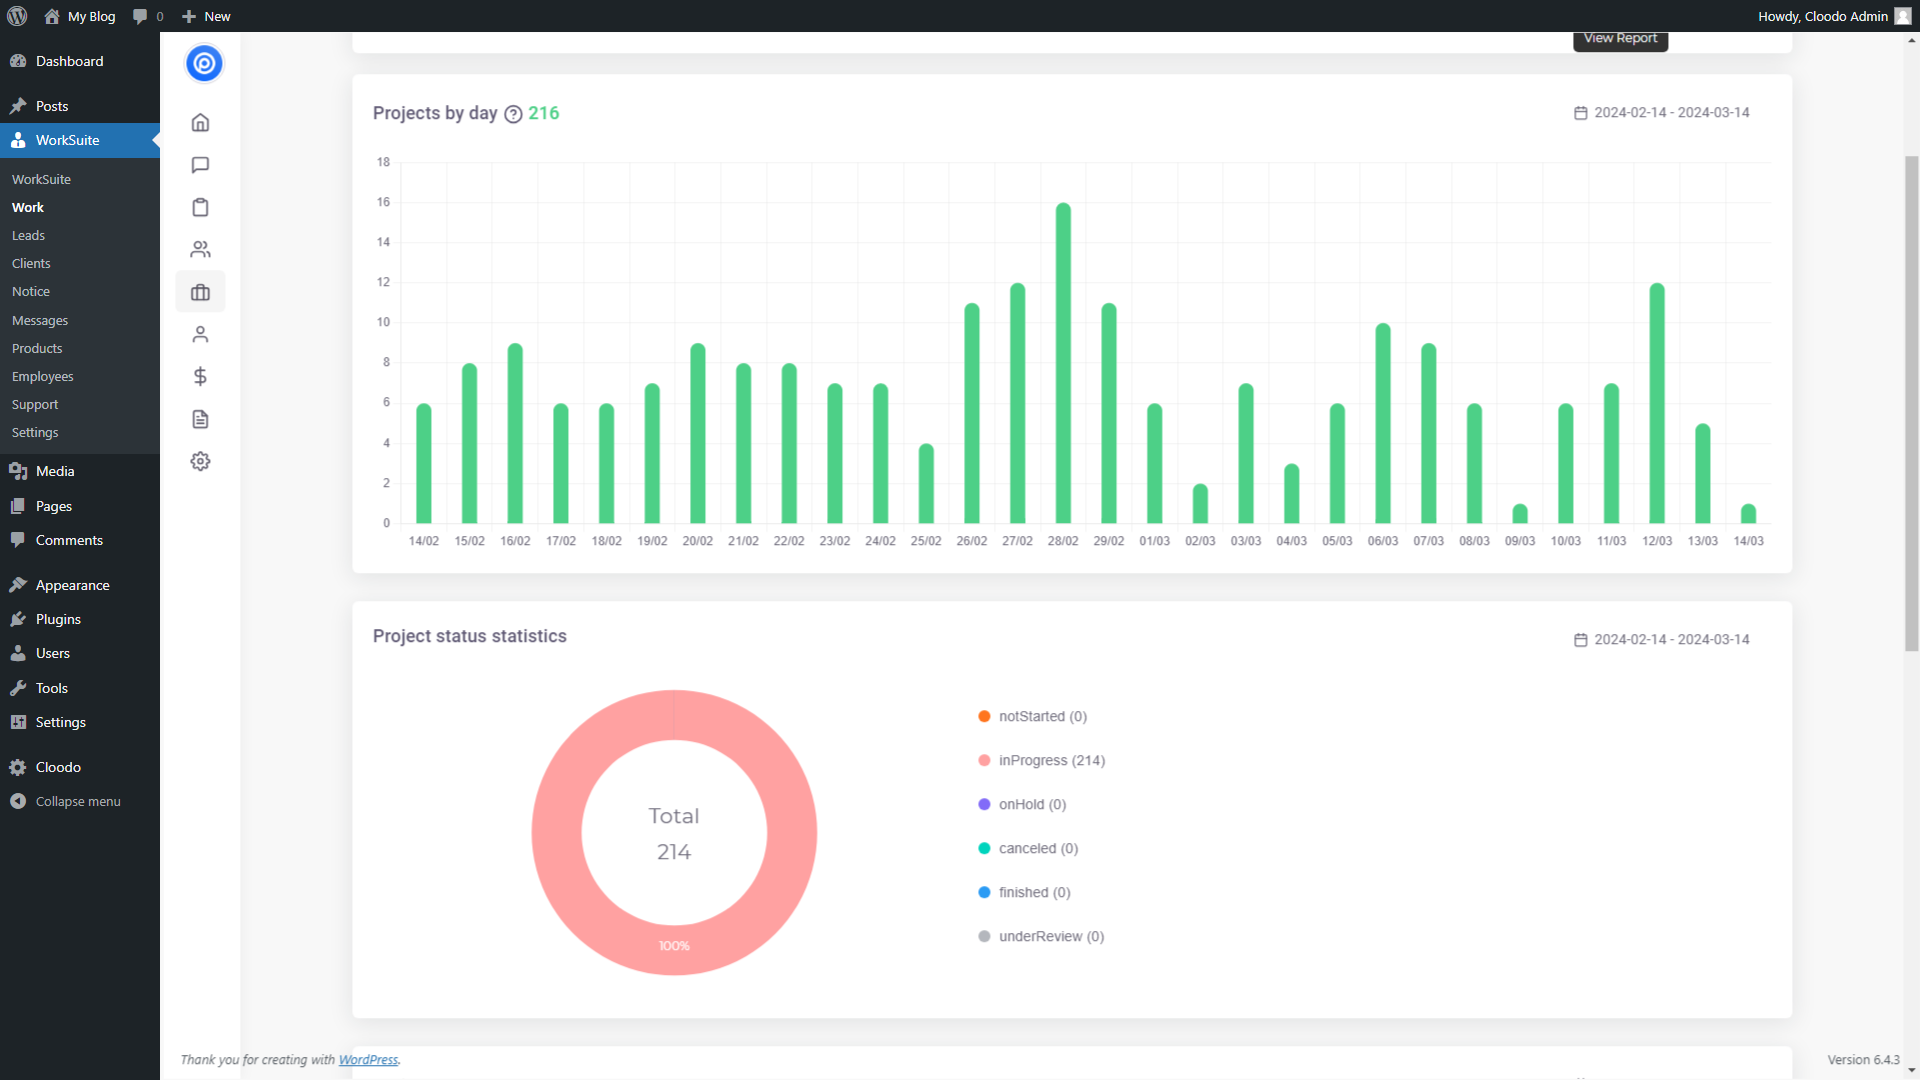 My Blog
0
New
Howdy, Cloodo Admin
Dashboard
Posts
WorkSuite
WorkSuite
Work
Leads
Clients
Notice
Messages
Products
Employees
Support
Settings
Media
Pages
Comments
Appearance
Plugins
Users
Tools
Settings
Cloodo
Collapse menu
View Report
Projects by day ? 216
2024-02-14 - 2024-03-14
18
16
14
12
10
8
6
4
2
0
14/02 15/02 16/02 17/02 18/02 19/02 20/02 21/02 22/02 23/02 24/02 25/02 26/02 27/02 28/02 29/02 01/03 02/03 03/03 04/03 05/03 06/03 07/03 08/03 09/03 10/03 11/03 12/03 13/03 14/03
Project status statistics
2024-02-14 - 2024-03-14
Total
214
100%
notStarted (0)
inProgress (214)
onHold (0)
canceled (0)
finished (0)
underReview (0)
Thank you for creating with WordPress.
Version 6.4.3